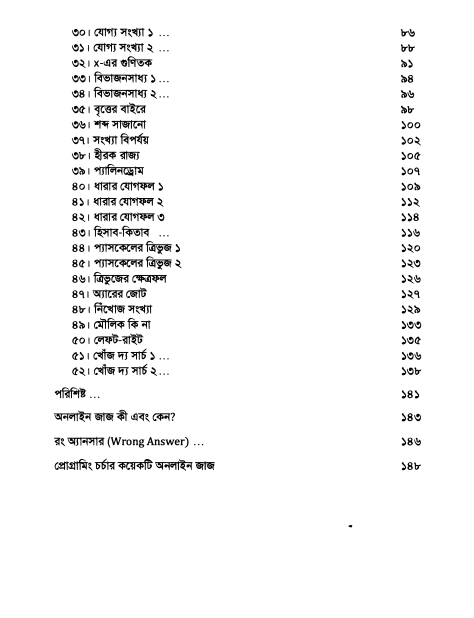 ৩০। যোগ্য সংখ্যা ১ ... ৮৬
৩১। যোগ্য সংখ্যা ২ ... ৮৮
৩২। x-এর গুণিতক ৯১
৩৩। বিভাজনসাধ্য ১ ... ৯৪
৩৪। বিভাজনসাধ্য ২ ... ৯৬
৩৫। বৃত্তের বাইরে ৯৮
৩৬। শব্দ সাজানো ১০০
৩৭। সংখ্যা বিপর্যয় ১০২
৩৮। হীরক রাজ্য ১০৫
৩৯। প্যালিনড্রোম ১০৭
৪০। ধারার যোগফল ১ ১০৯
৪১। ধারার যোগফল ২ ১১২
৪২। ধারার যোগফল ৩ ১১৪
৪৩। হিসাব-কিতাব ... ১১৬
৪৪। প্যাসকেলের ত্রিভুজ ১ ১২০
৪৫। প্যাসকেলের ত্রিভুজ ২ ১২৩
৪৬। ত্রিভুজের ক্ষেত্রফল ১২৬
৪৭। অ্যারের জোট ১২৭
৪৮। নিঁখোজ সংখ্যা ১২৯
৪৯। মৌলিক কি না ১৩৩
৫০। লেফট-রাইট ১৩৫
৫১। খোঁজ দ্য সার্চ ১ ... ১৩৬
৫২। খোঁজ দ্য সার্চ ২ ... ১৩৮
পরিশিষ্ট ... ১৪১
অনলাইন জাজ কী এবং কেন? ১৪৩
রং অ্যানসার (Wrong Answer) ... ১৪৬
প্রোগ্রামিং চর্চার কয়েকটি অনলাইন জাজ ১৪৮